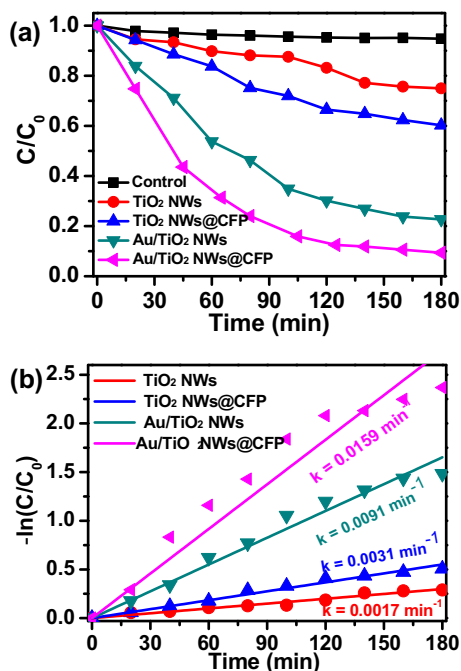 (a)
1.0
0.8
0.6
0.4
0.2
0.0
C/C0
Control
TiO2 NWs
TiO2 NWs@CFP
Au/TiO2 NWs
Au/TiO2 NWs@CFP
0 30 60 90 120 150 180
Time (min)
(b)
2.5
2.0
1.5
1.0
0.5
0.0
-ln(C/C0)
TiO2 NWs
TiO2 NWs@CFP
Au/TiO2 NWs
Au/TiO2NWs@CFP
k = 0.0159 min-1
k = 0.0091 min-1
k = 0.0031 min-1
k = 0.0017 min-1
0 30 60 90 120 150 180
Time (min)